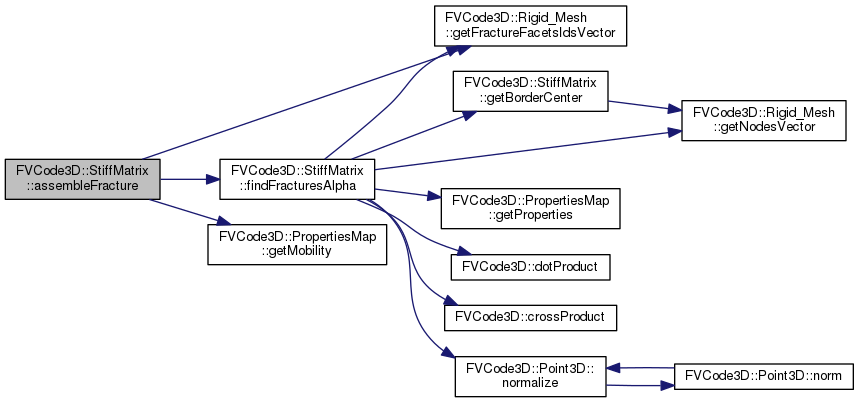 FVCode3D::Rigid_Mesh
::getFractureFacetsIdsVector
FVCode3D::StiffMatrix
::getBorderCenter
FVCode3D::Rigid_Mesh
::getNodesVector
FVCode3D::StiffMatrix
::assembleFracture
FVCode3D::StiffMatrix
::findFracturesAlpha
FVCode3D::PropertiesMap
::getProperties
FVCode3D::PropertiesMap
::getMobility
FVCode3D::dotProduct
FVCode3D::crossProduct
FVCode3D::Point3D::
normalize
FVCode3D::Point3D::norm